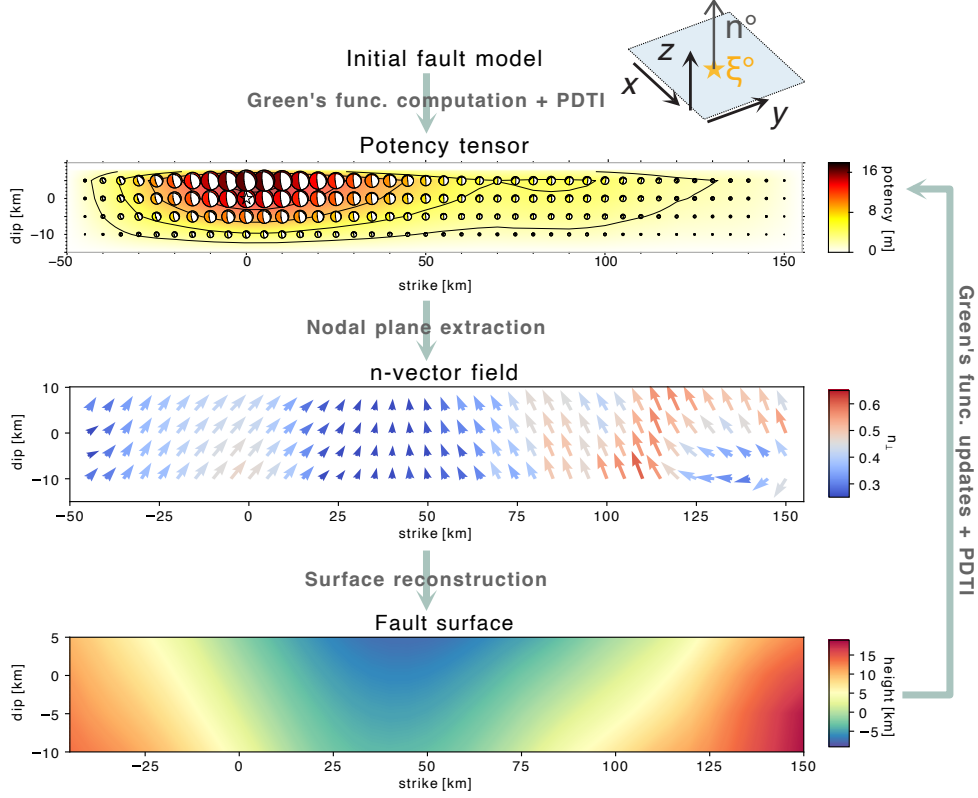 Initial fault model
n°
z
ξ°
x
y
Green's func. computation + PDTI
Potency tensor
dip [km]
0
−10
−50
0
50
100
150
strike [km]
16
8
0
potency [m]
Nodal plane extraction
n-vector field
dip [km]
10
0
−10
−50
−25
0
25
50
75
100
125
150
strike [km]
0.6
0.5
0.4
0.3
n⊤
Surface reconstruction
Fault surface
dip [km]
5
0
−5
−10
−25
0
25
50
75
100
125
150
strike [km]
15
10
5
0
−5
height [km]
Green's func. updates + PDTI